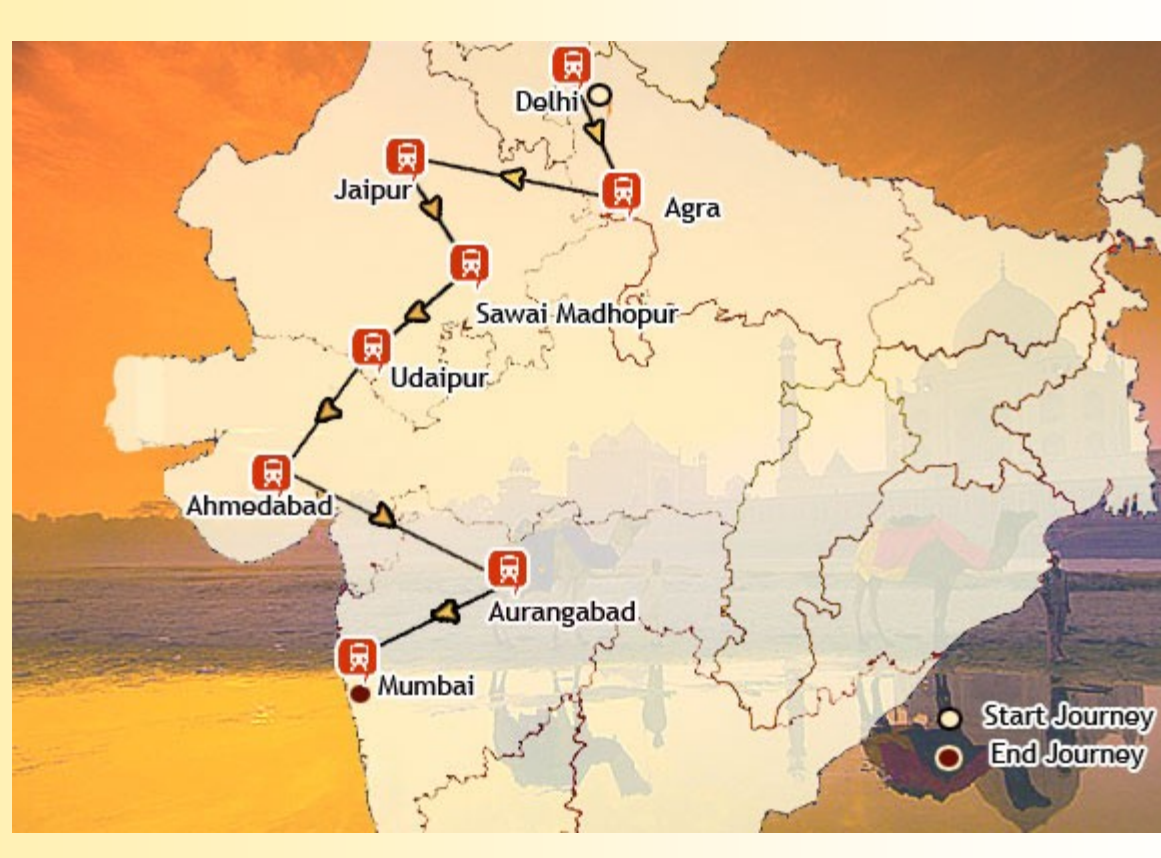 Delhi
Jaipur
Agra
Sawai Madhopur
Udaipur
Ahmedabad
Aurangabad
Mumbai
Start Journey
End Journey